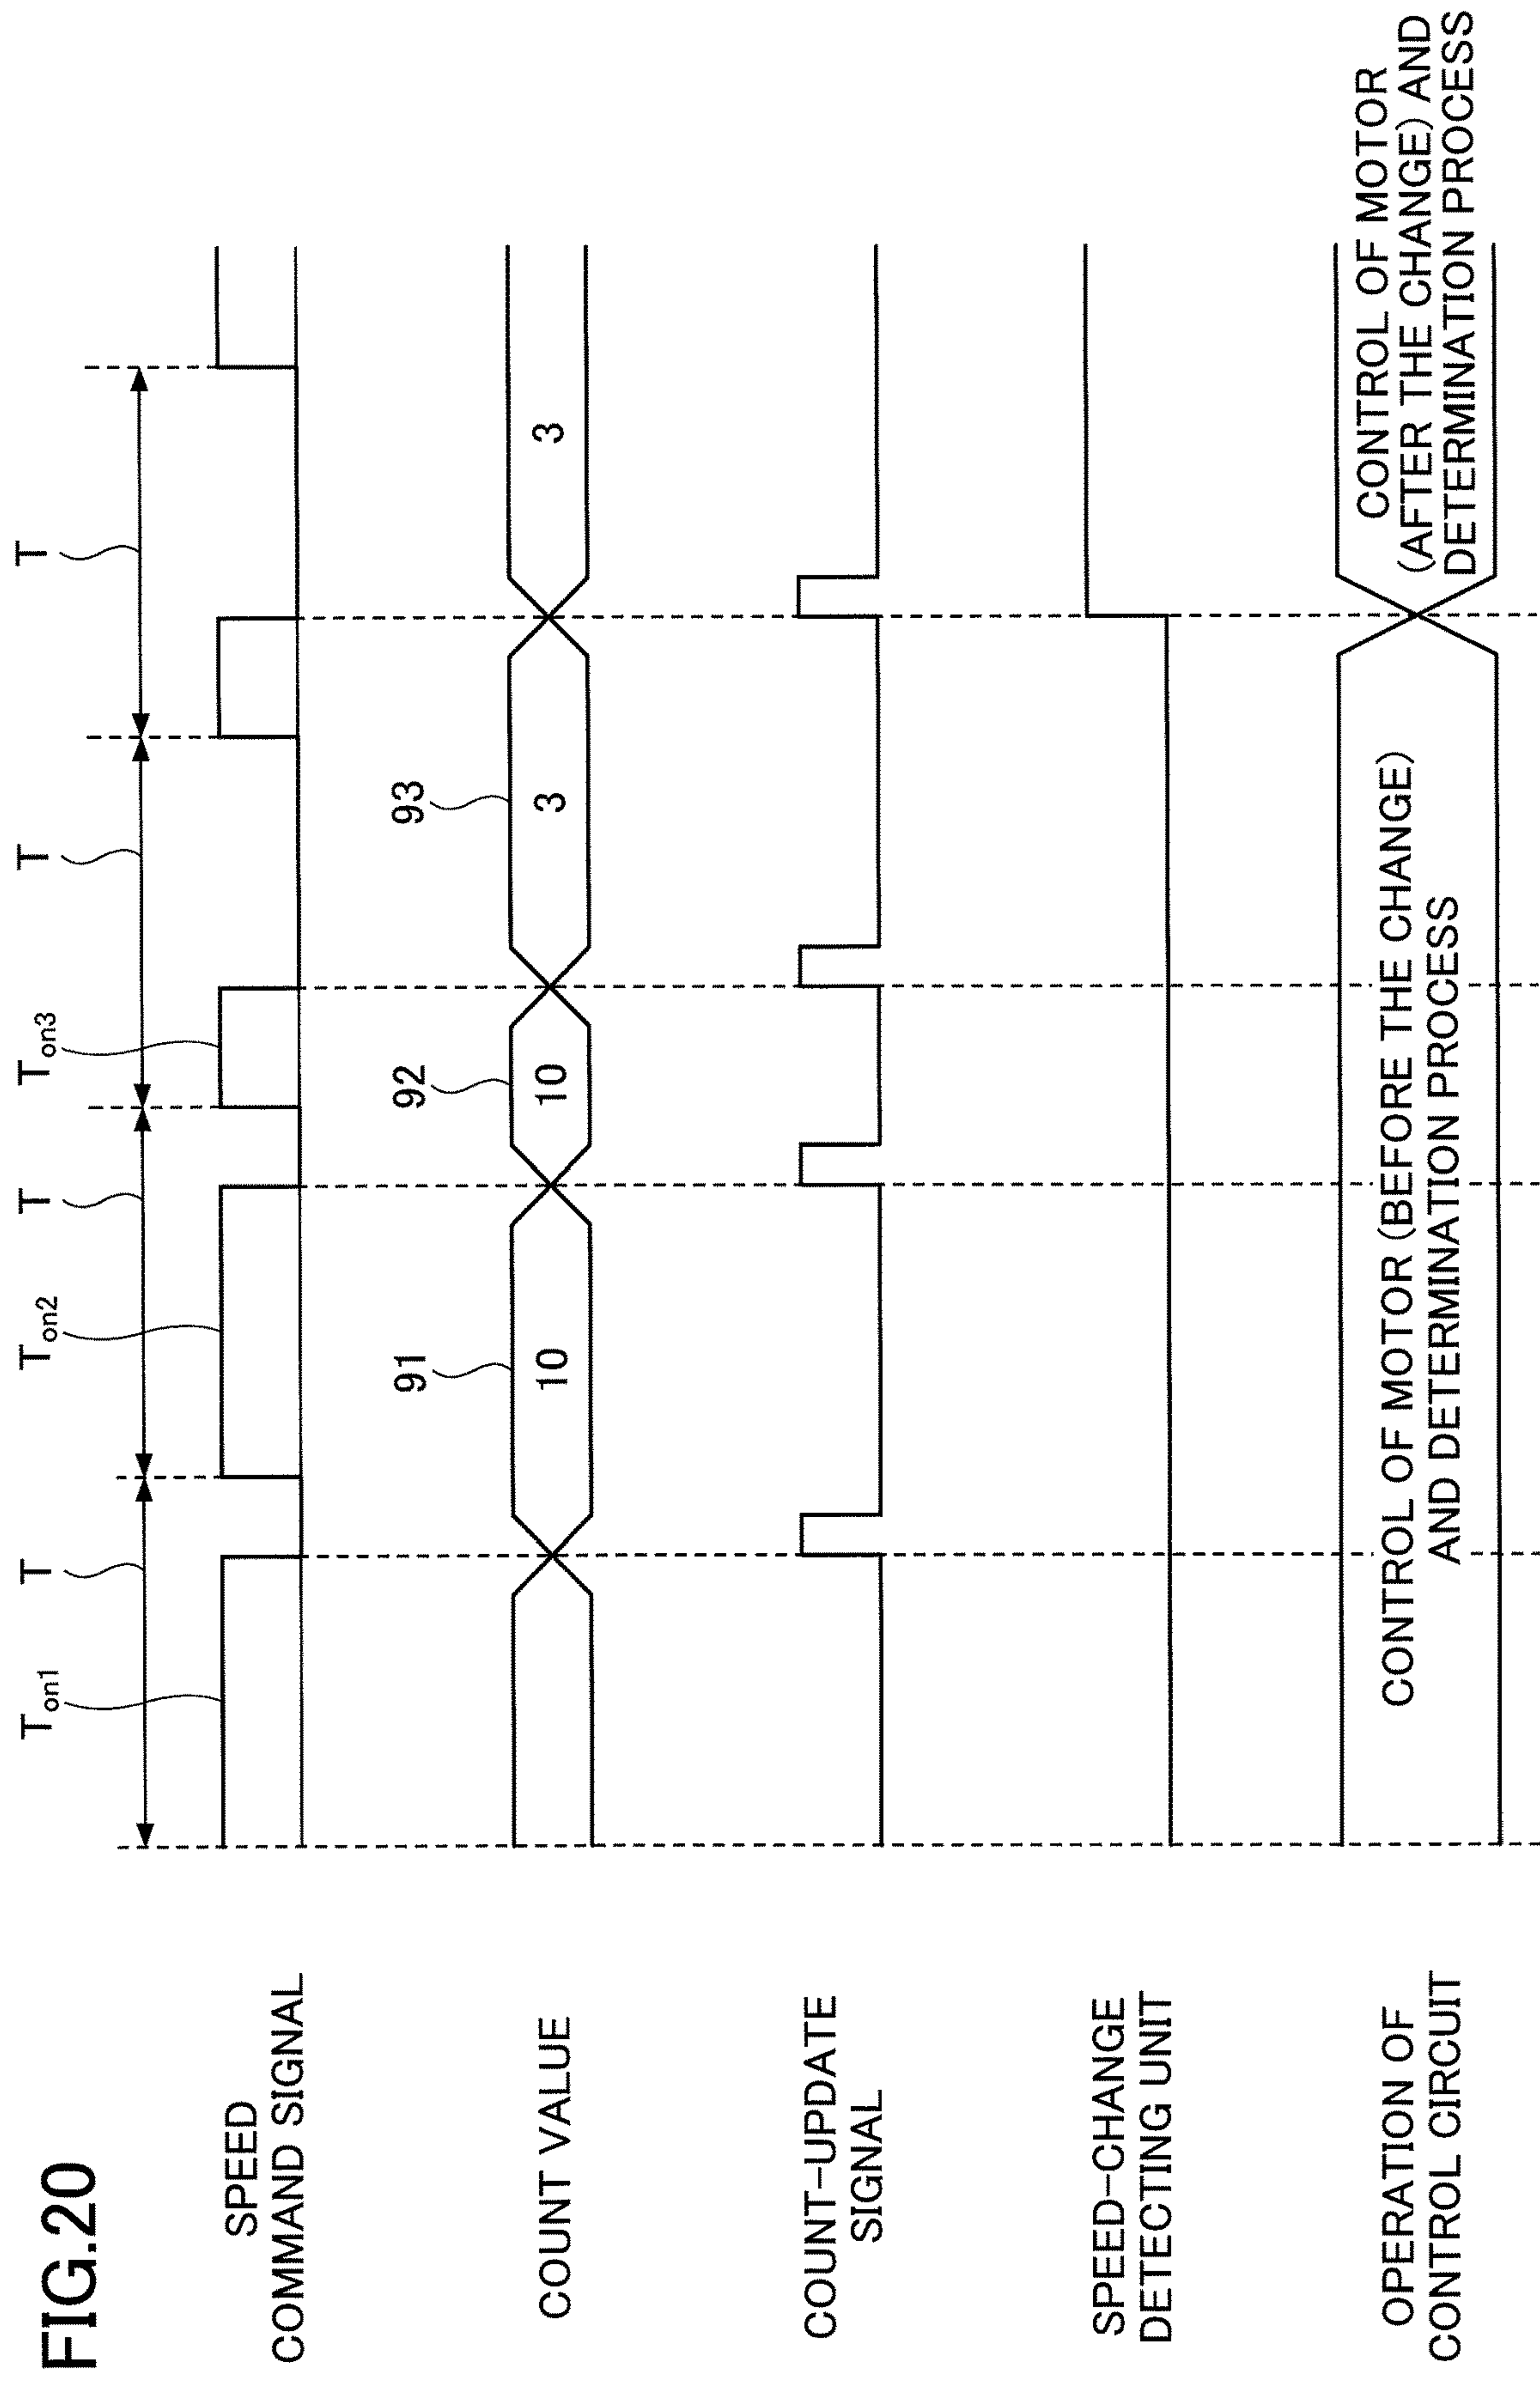 FIG.20
T
T
T
T
Ton1
Ton2
Ton3
SPEED
COMMAND SIGNAL
COUNT VALUE
91
10
92
10
93
3
3
COUNT-UPDATE
SIGNAL
SPEED-CHANGE
DETECTING UNIT
OPERATION OF
CONTROL CIRCUIT
CONTROL OF MOTOR (BEFORE THE CHANGE)
AND DETERMINATION PROCESS
CONTROL OF MOTOR
(AFTER THE CHANGE) AND
DETERMINATION PROCESS